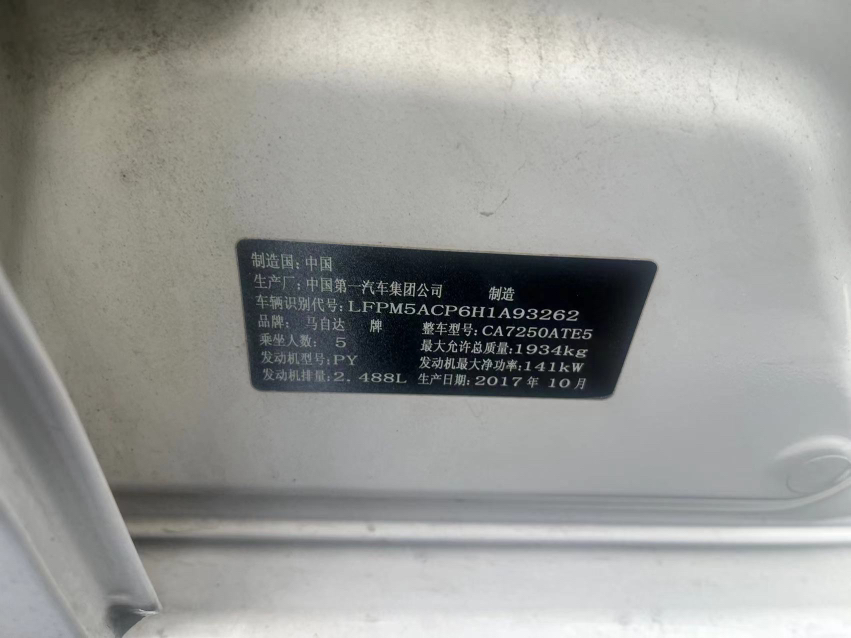 制造国:中国
生产厂:中国第一汽车集团公司 制造
车辆识别代号:LFPM5ACP6H1A93262
品牌: 马自达 牌 整车型号:CA7250ATE5
乘坐人数: 5 最大允许总质量:1934kg
发动机型号:PY 发动机最大净功率:141kW
发动机排量:2.488L 生产日期:2017年 10月